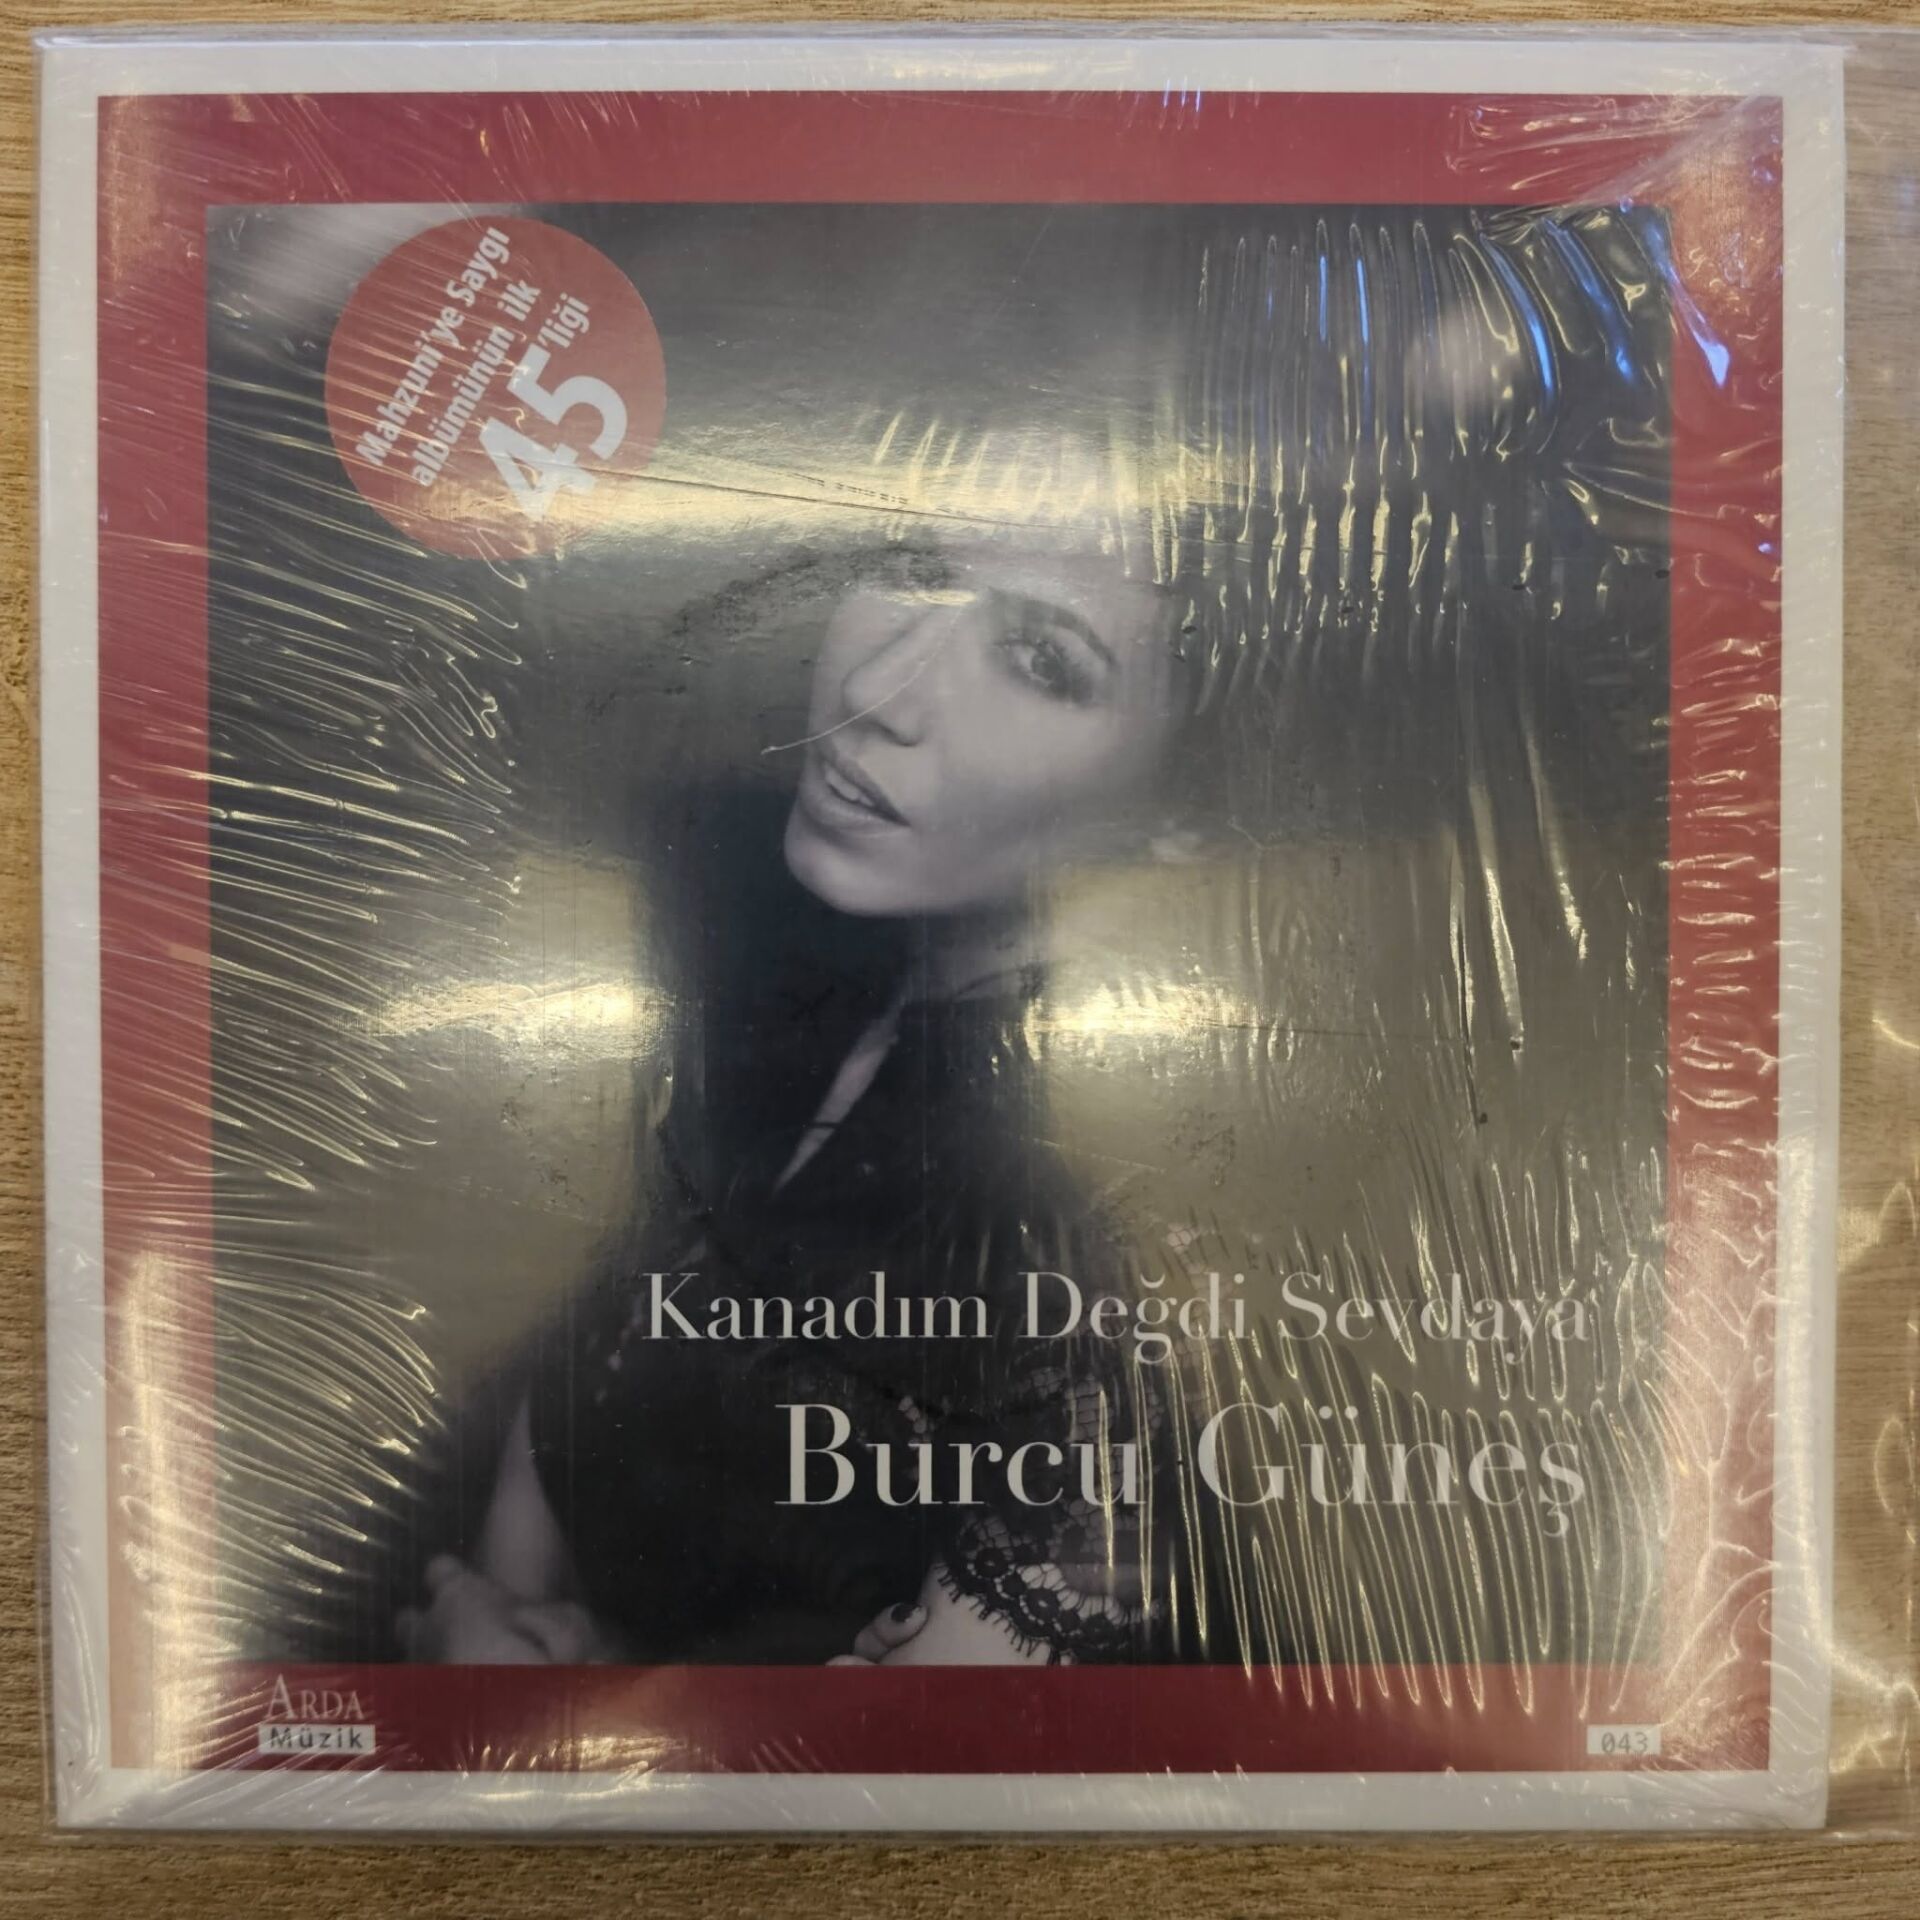 Mahzuni'ye Saygı
albümünün ilk
45'liği
Kanadım Değdi Sevdaya
Burcu Güneş
ARDA
Müzik
043